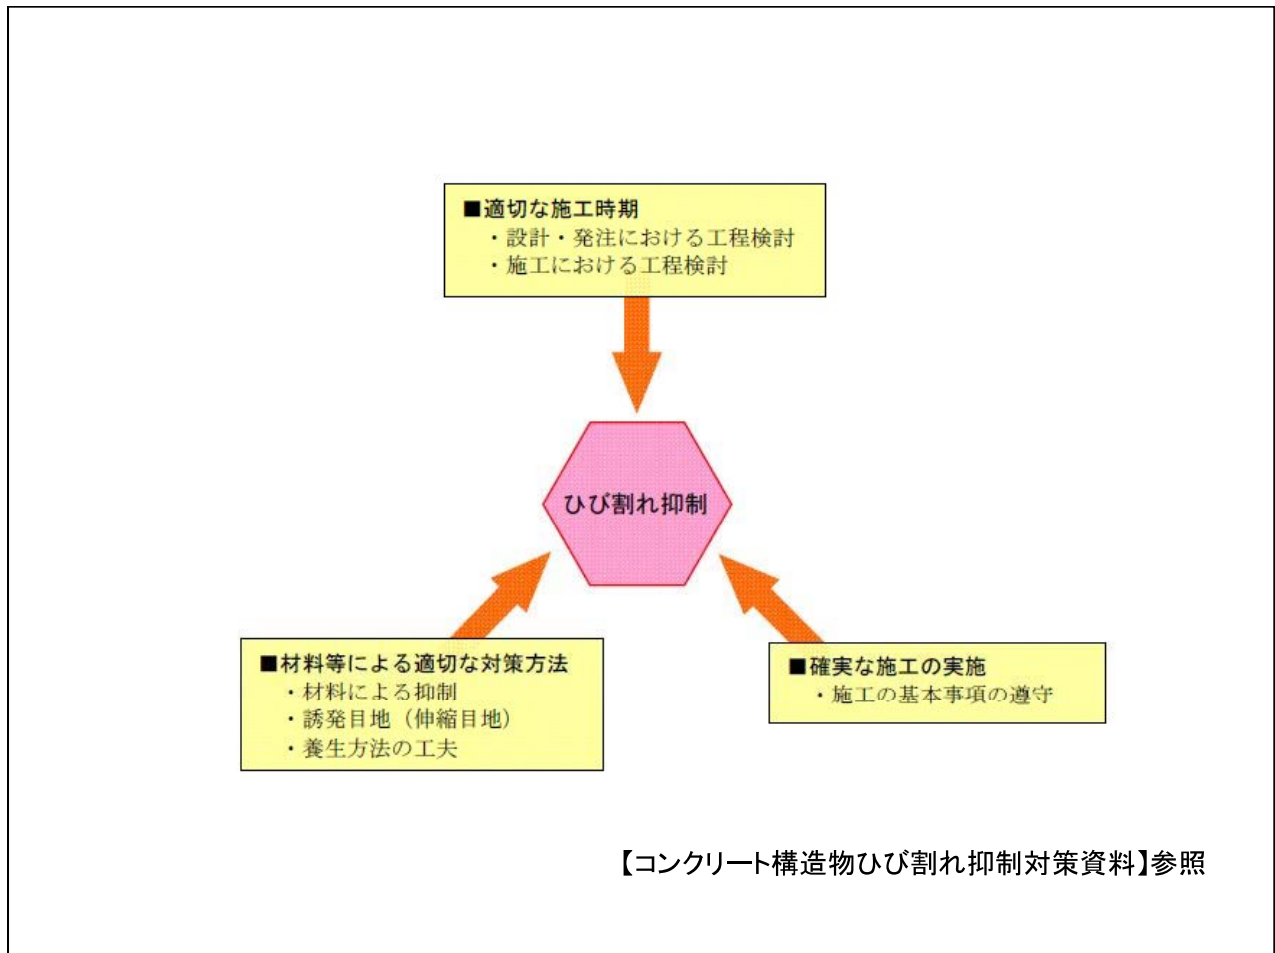 ■適切な施工時期
・設計・発注における工程検討
・施工における工程検討
ひび割れ抑制
■材料等による適切な対策方法
・材料による抑制
・誘発目地（伸縮目地）
・養生方法の工夫
■確実な施工の実施
・施工の基本事項の遵守
【コンクリート構造物ひび割れ抑制対策資料】参照